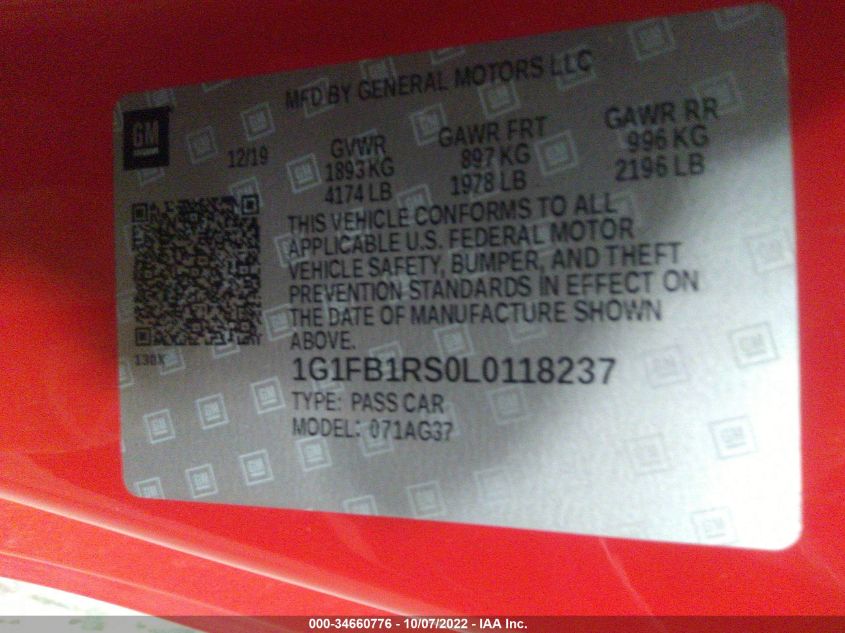 MFD BY GENERAL MOTORS LLC
GM
12/19
GVWR
1893 KG
4174 LB
GAWR FRT
897 KG
1978 LB
GAWR RR
996 KG
2196 LB
THIS VEHICLE CONFORMS TO ALL
APPLICABLE U.S. FEDERAL MOTOR
VEHICLE SAFETY, BUMPER, AND THEFT
PREVENTION STANDARDS IN EFFECT ON
THE DATE OF MANUFACTURE SHOWN
ABOVE.
130X
1G1FB1RS0L0118237
TYPE: PASS CAR
MODEL: 071AG37
000-34660776 - 10/07/2022 - IAA Inc.